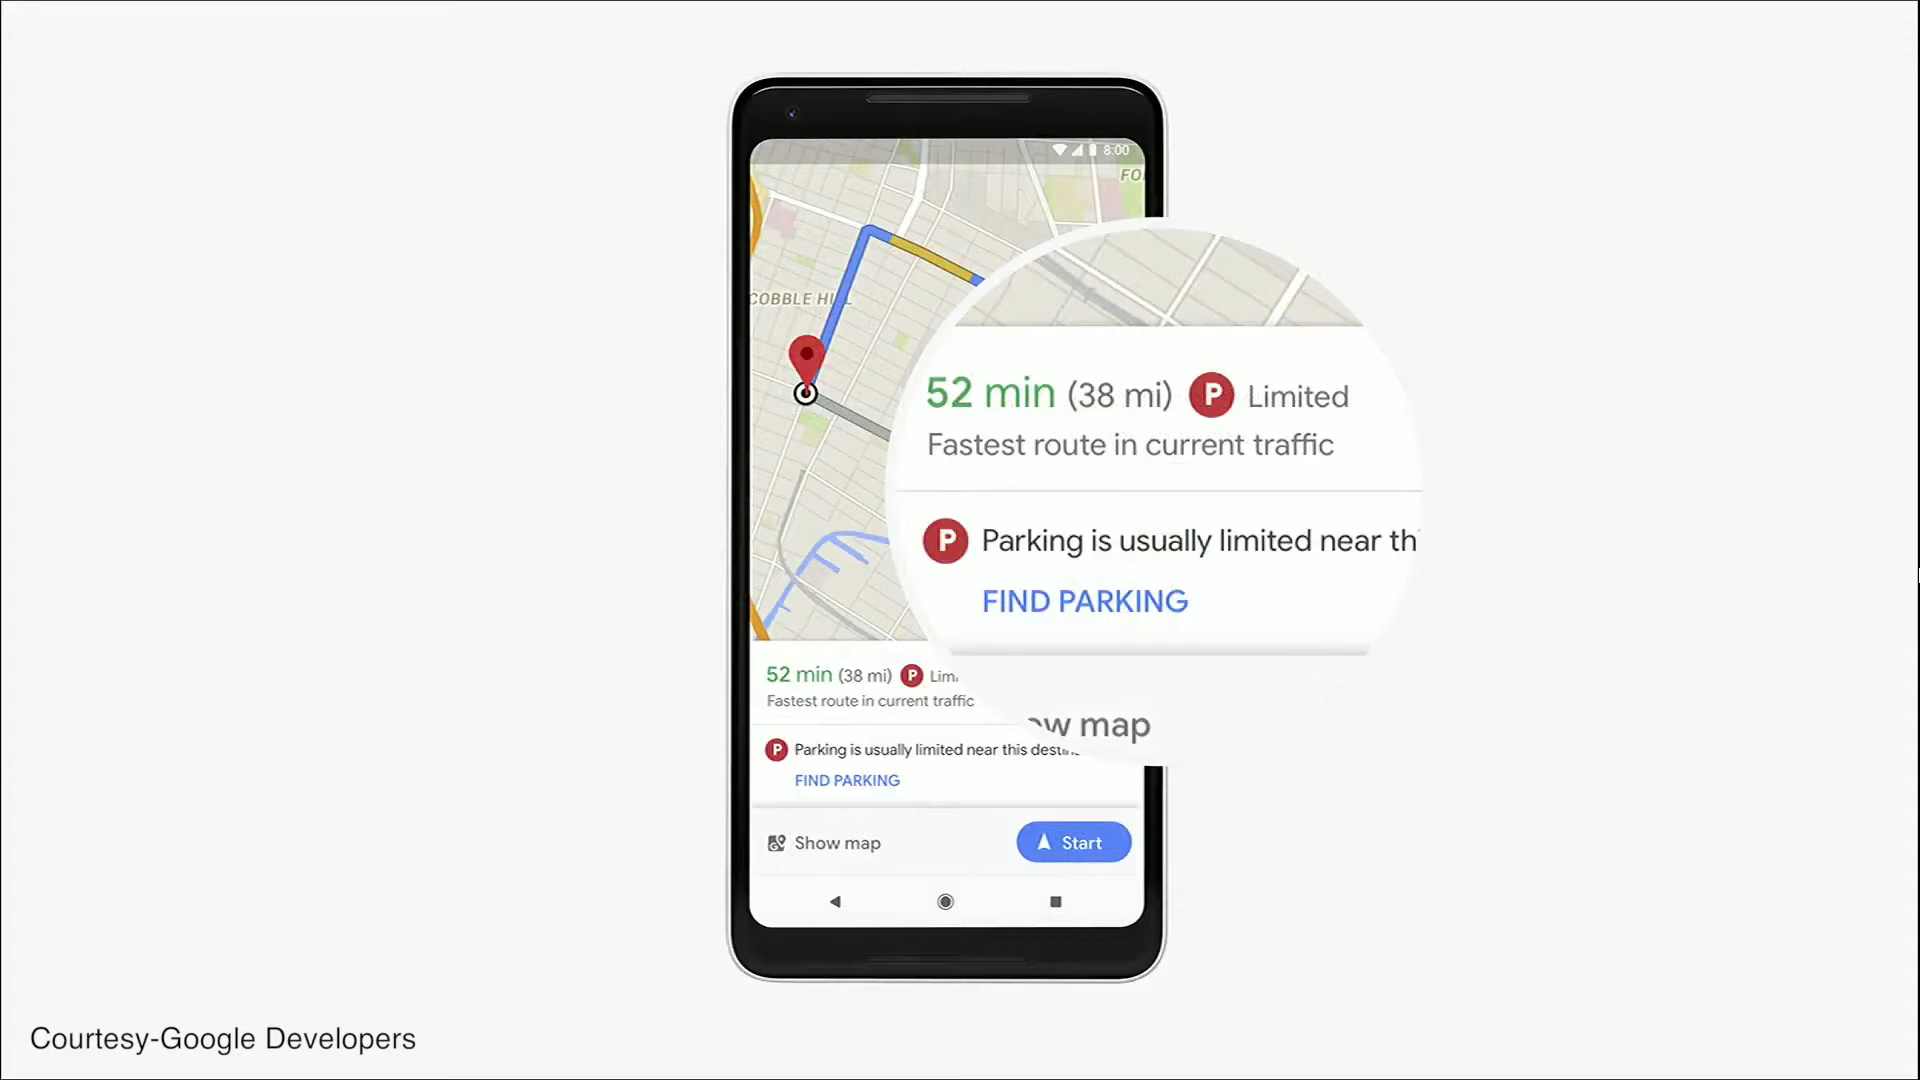 8:00
COBBLE HILL
52 min (38 mi) P Limited
Fastest route in current traffic
P Parking is usually limited near
FIND PARKING
map
52 min (38 mi) P
Fastest route in current traffic
P Parking is usually limited near this
FIND PARKING
Show map
Start
Courtesy-Google Developers